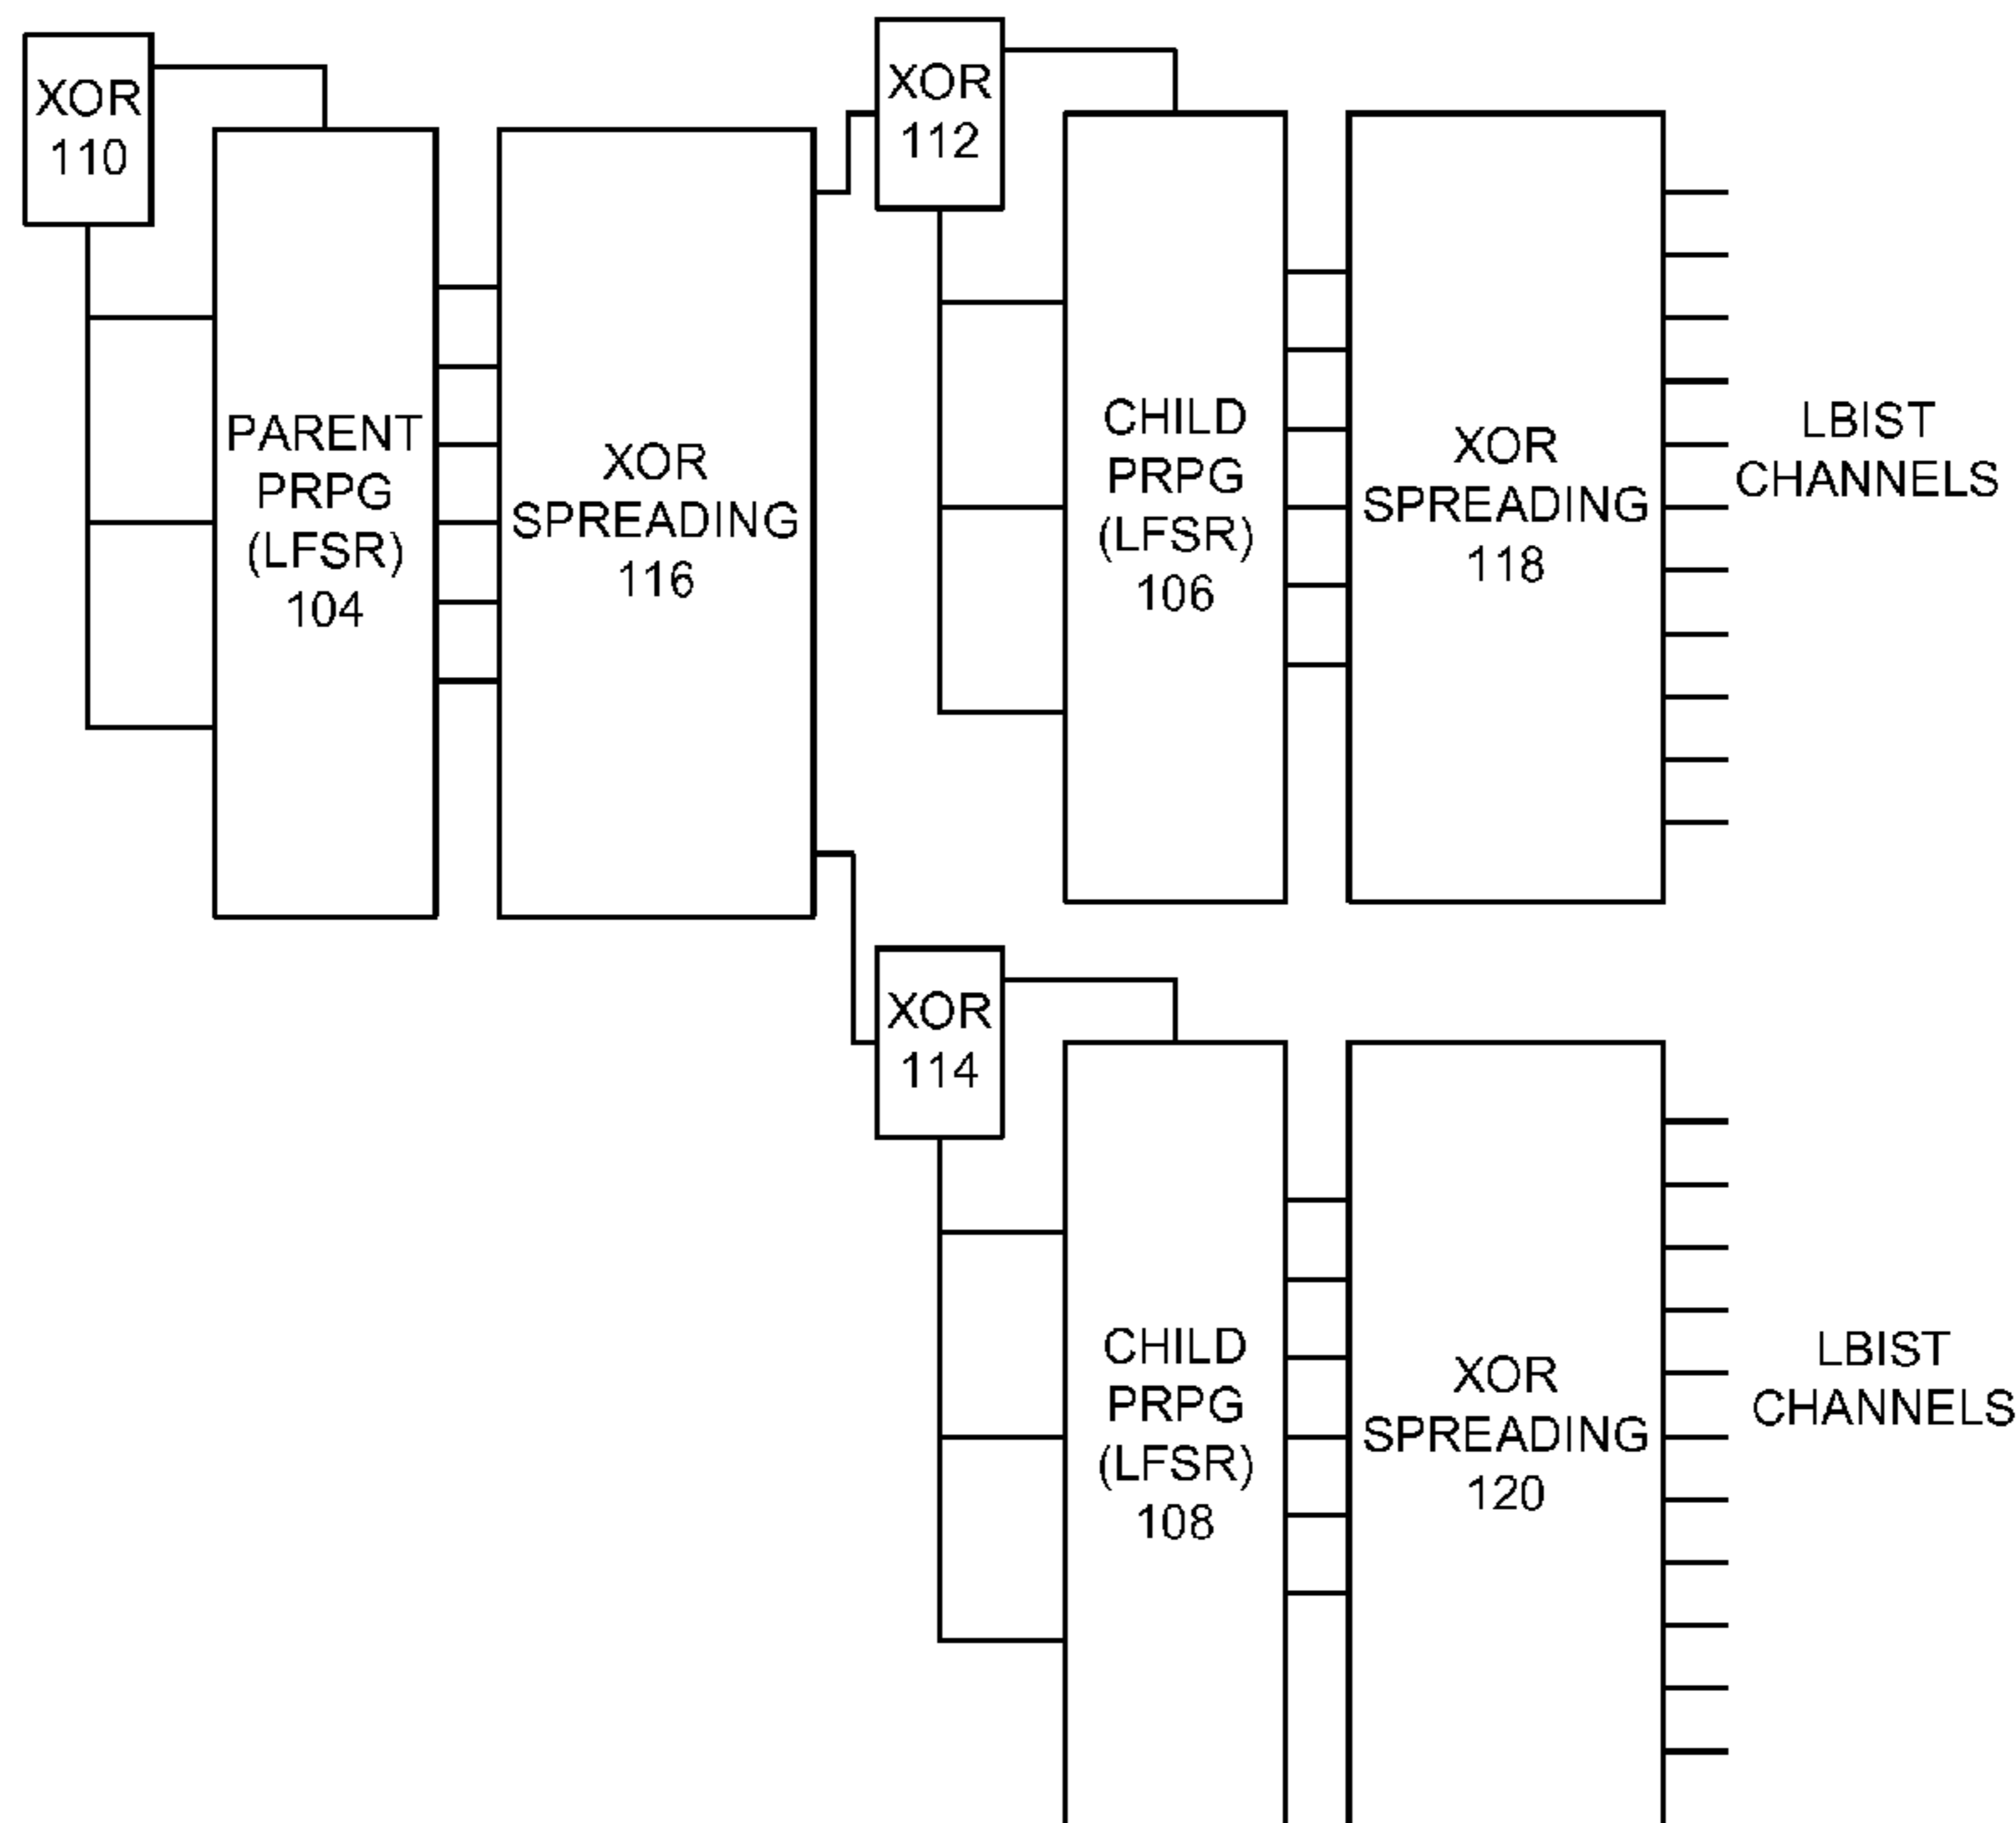 XOR
110
PARENT
PRPG
(LFSR)
104
XOR
SPREADING
116
XOR
112
CHILD
PRPG
(LFSR)
106
XOR
SPREADING
118
LBIST
CHANNELS
XOR
114
CHILD
PRPG
(LFSR)
108
XOR
SPREADING
120
LBIST
CHANNELS